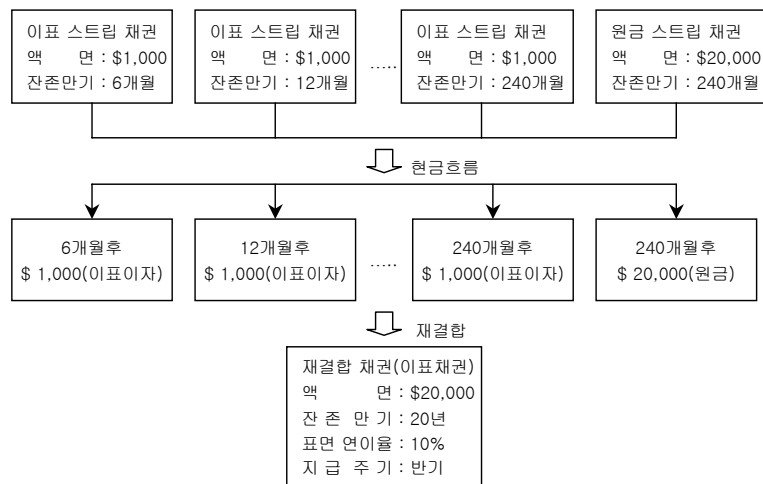 이표 스트립 채권
액 면 : $1,000
잔존만기 : 6개월
이표 스트립 채권
액 면 : $1,000
잔존만기 : 12개월
.....
이표 스트립 채권
액 면 : $1,000
잔존만기 : 240개월
원금 스트립 채권
액 면 : $20,000
잔존만기 : 240개월
현금흐름
6개월후
$ 1,000(이표이자)
12개월후
$ 1,000(이표이자)
.....
240개월후
$ 1,000(이표이자)
240개월후
$ 20,000(원금)
재결합
재결합 채권(이표채권)
액 면 : $20,000
잔 존 만 기 : 20년
표면 연이율 : 10%
지 급 주 기 : 반기